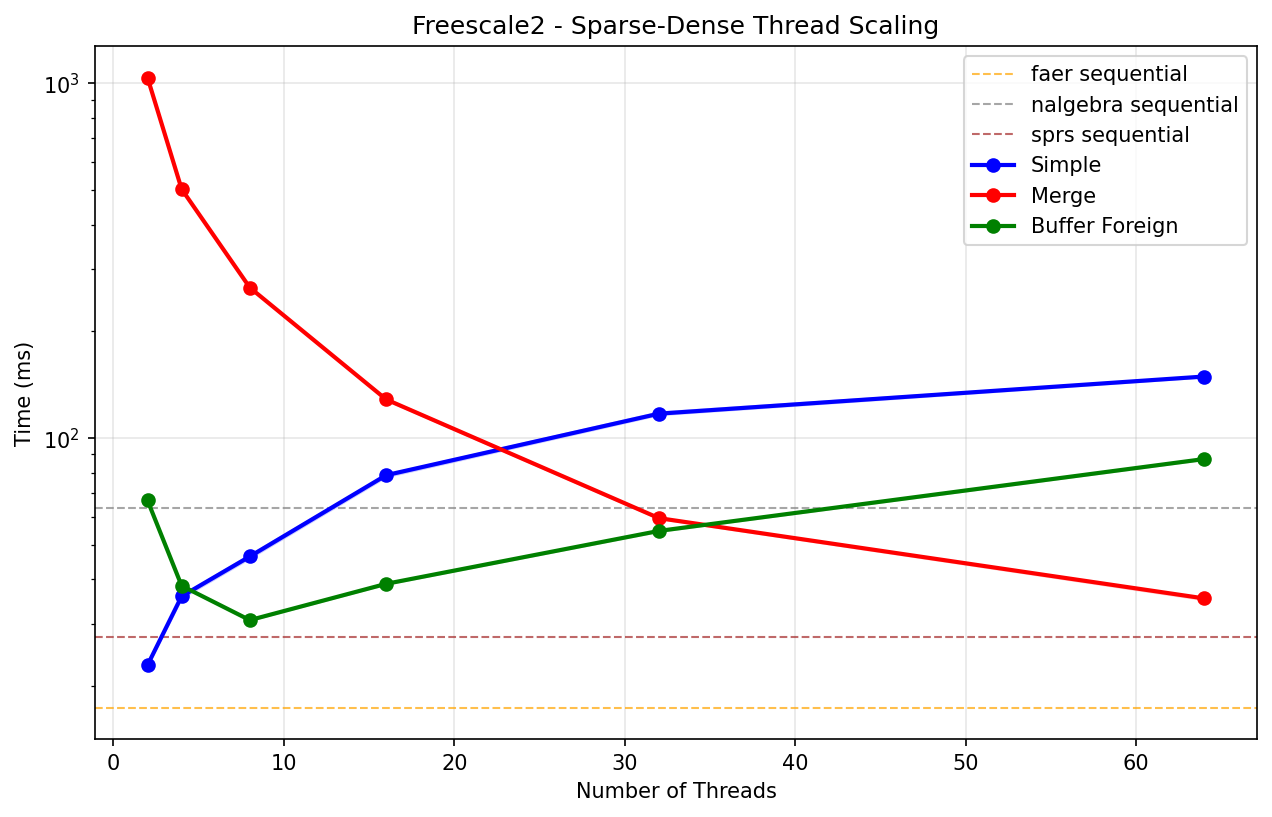 Freescale2 - Sparse-Dense Thread Scaling
faer sequential
nalgebra sequential
sprs sequential
Simple
Merge
Buffer Foreign
Time (ms)
10³
10²
0 10 20 30 40 50 60
Number of Threads